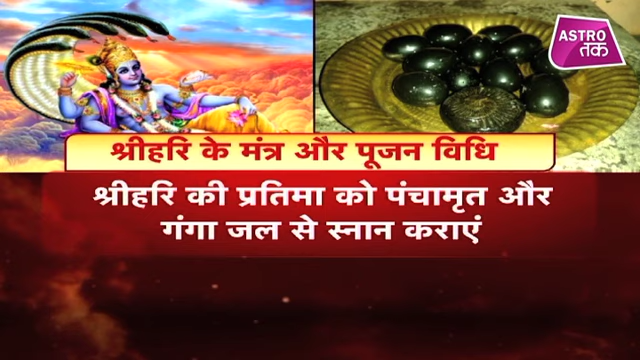 ASTRO
तक
श्रीहरि के मंत्र और पूजन विधि
श्रीहरि की प्रतिमा को पंचामृत और
गंगा जल से स्नान कराएं